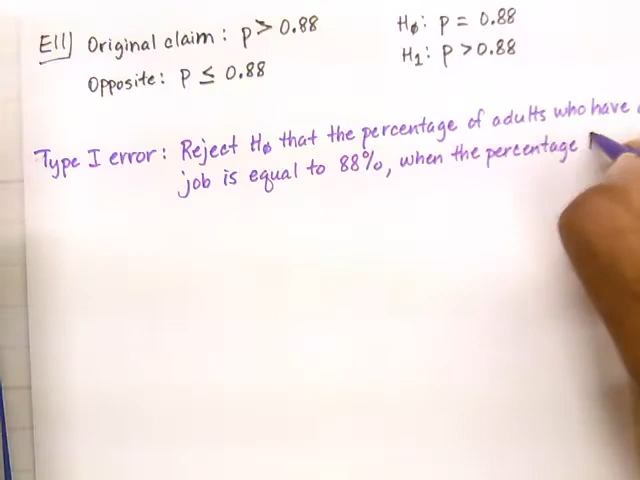 E11) Original claim: p > 0.88
Opposite: p ≤ 0.88
H₀: p = 0.88
H₁: p > 0.88
Type I error: Reject H₀ that the percentage of adults who have
job is equal to 88%, when the percentage